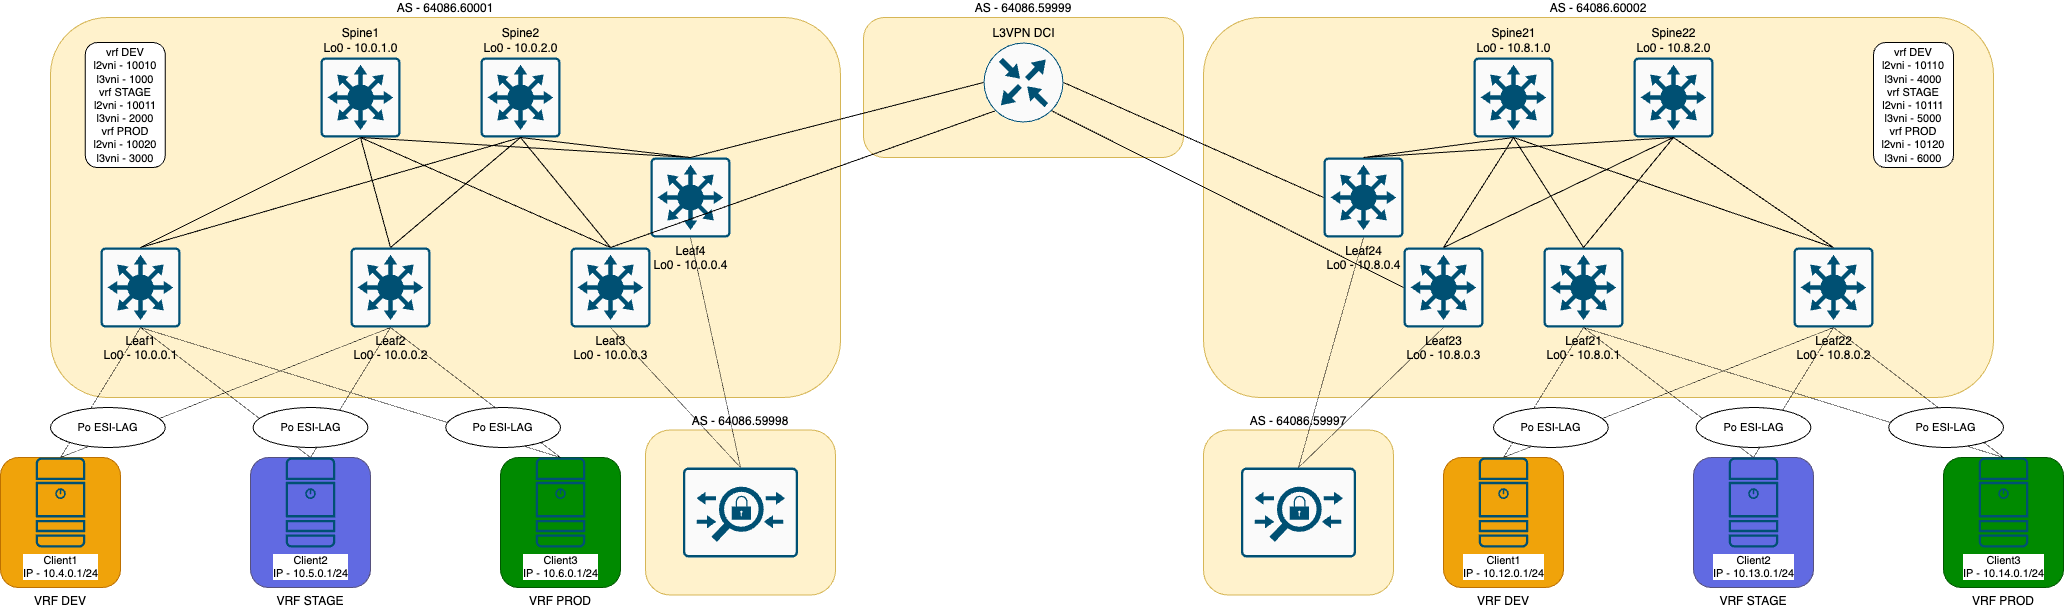 AS - 64086.60001
AS - 64086.59999
AS - 64086.60002
vrf DEV
l2vni - 10010
l3vni - 1000
vrf STAGE
l2vni - 10011
l3vni - 2000
vrf PROD
l2vni - 10020
l3vni - 3000
Spine1
Lo0 - 10.0.1.0
Spine2
Lo0 - 10.0.2.0
L3VPN DCI
Spine21
Lo0 - 10.8.1.0
Spine22
Lo0 - 10.8.2.0
vrf DEV
l2vni - 10110
l3vni - 4000
vrf STAGE
l2vni - 10111
l3vni - 5000
vrf PROD
l2vni - 10120
l3vni - 6000
Leaf4
Lo0 - 10.0.0.4
Leaf24
Lo0 - 10.8.0.4
Leaf1
Lo0 - 10.0.0.1
Leaf2
Lo0 - 10.0.0.2
Leaf3
Lo0 - 10.0.0.3
Leaf23
Lo0 - 10.8.0.3
Leaf21
Lo0 - 10.8.0.1
Leaf22
Lo0 - 10.8.0.2
Po ESI-LAG
Po ESI-LAG
Po ESI-LAG
AS - 64086.59998
AS - 64086.59997
Po ESI-LAG
Po ESI-LAG
Po ESI-LAG
Client1
IP - 10.4.0.1/24
Client2
IP - 10.5.0.1/24
Client3
IP - 10.6.0.1/24
Client1
IP - 10.12.0.1/24
Client2
IP - 10.13.0.1/24
Client3
IP - 10.14.0.1/24
VRF DEV
VRF STAGE
VRF PROD
VRF DEV
VRF STAGE
VRF PROD